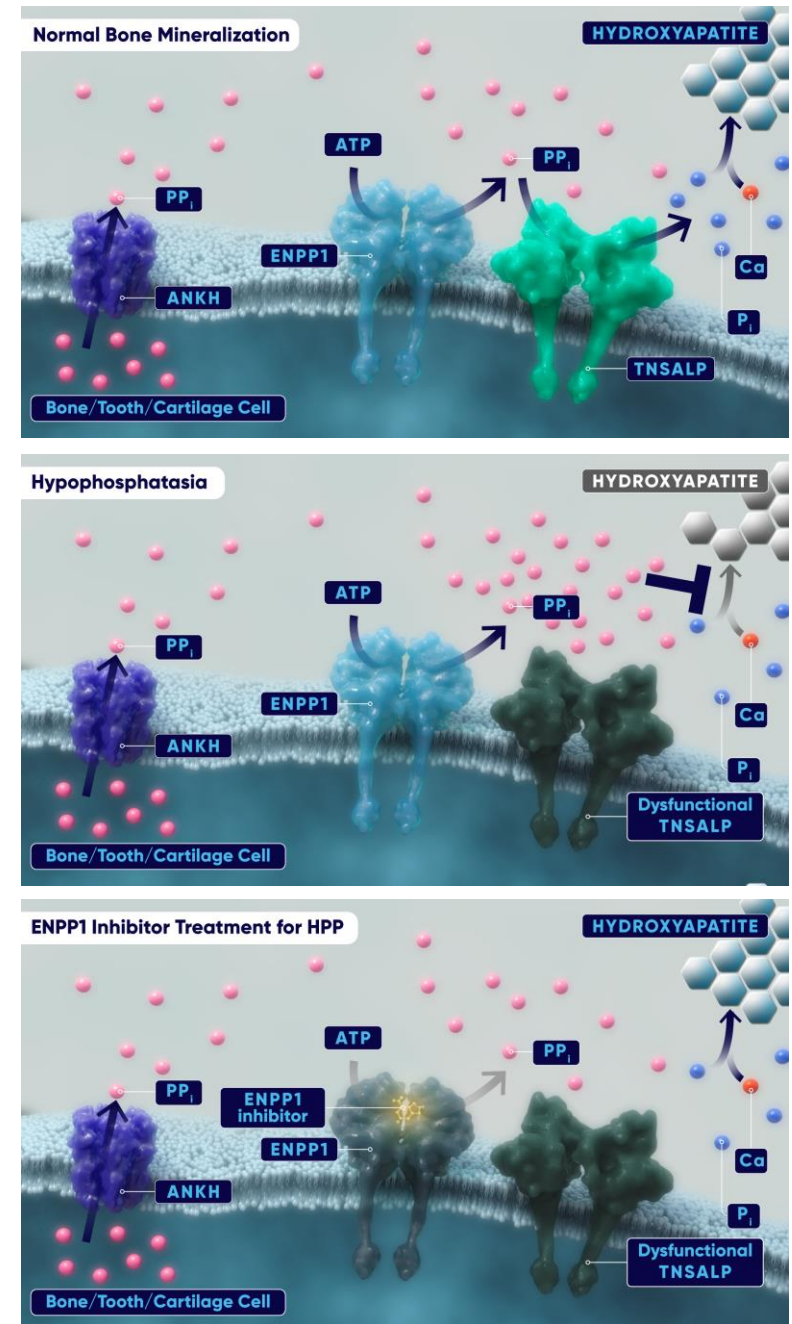 Normal Bone Mineralization
HYDROXYAPATITE
ATP
PPi
PPi
ENPP1
ANKH
Ca
Pi
TNSALP
Bone/Tooth/Cartilage Cell
Hypophosphatasia
HYDROXYAPATITE
ATP
PPi
PPi
ENPP1
Ca
ANKH
Pi
Dysfunctional
TNSALP
Bone/Tooth/Cartilage Cell
ENPP1 Inhibitor Treatment for HPP
HYDROXYAPATITE
ATP
PPi
PPi
ENPP1
inhibitor
ENPP1
Ca
ANKH
Pi
Dysfunctional
TNSALP
Bone/Tooth/Cartilage Cell